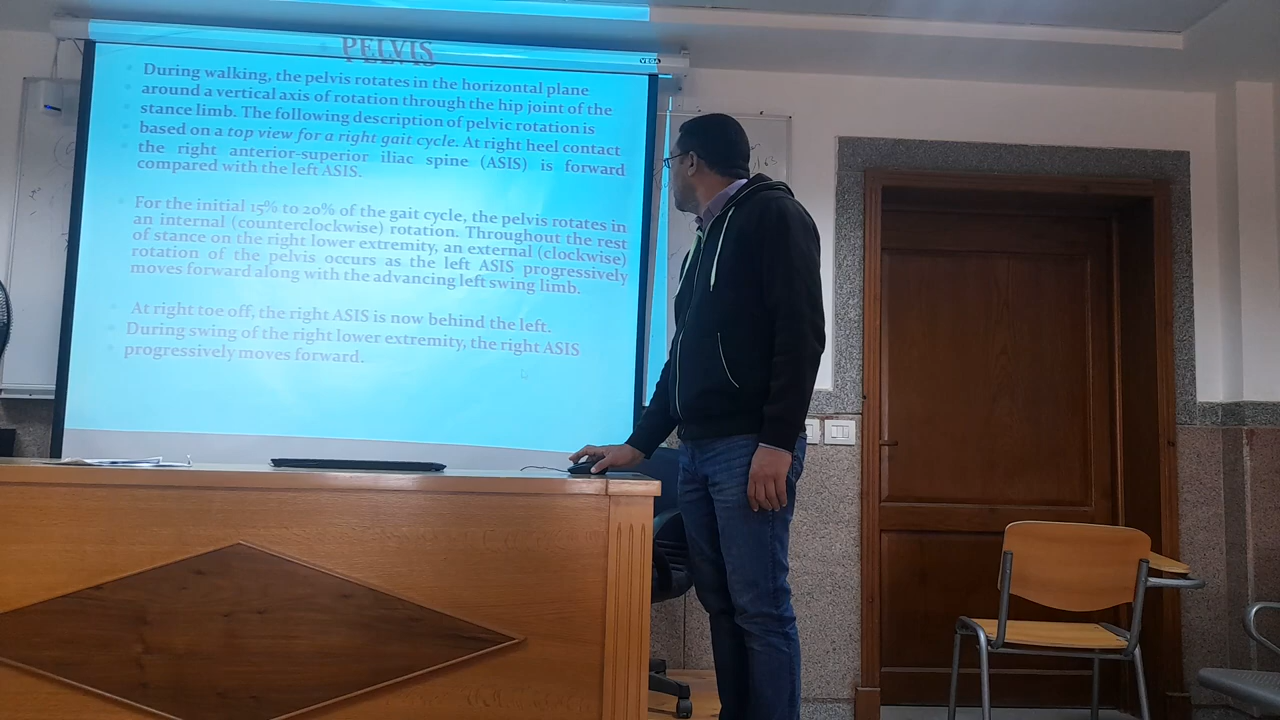 PELVIS
VEGA
During walking, the pelvis rotates in the horizontal plane
around a vertical axis of rotation through the hip joint of the
stance limb. The following description of pelvic rotation is
based on a top view for a right gait cycle. At right heel contact
the right anterior-superior iliac spine (ASIS) is forward
compared with the left ASIS.
For the initial 15% to 20% of the gait cycle, the pelvis rotates in
an internal (counterclockwise) rotation. Throughout the rest
of stance on the right lower extremity, an external (clockwise)
rotation of the pelvis occurs as the left ASIS progressively
moves forward along with the advancing left swing limb.
At right toe off, the right ASIS is now behind the left.
During swing of the right lower extremity, the right ASIS
progressively moves forward.